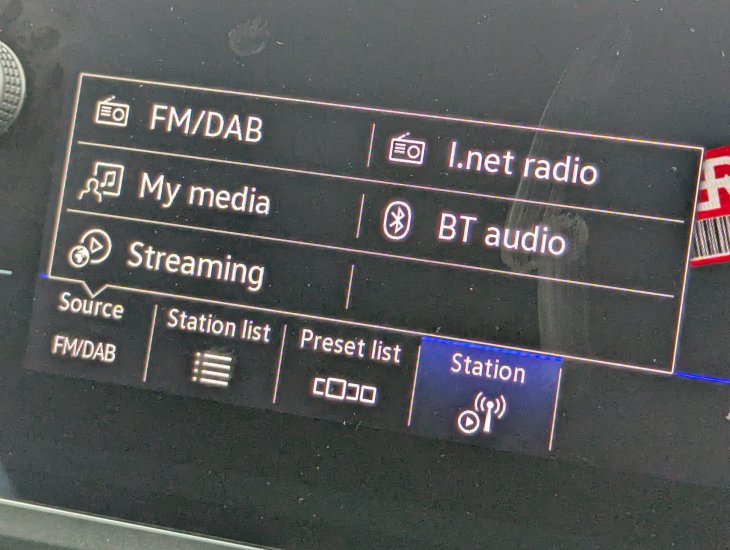 FM/DAB
I.net radio
My media
BT audio
Streaming
Source
FM/DAB
Station list
Preset list
Station